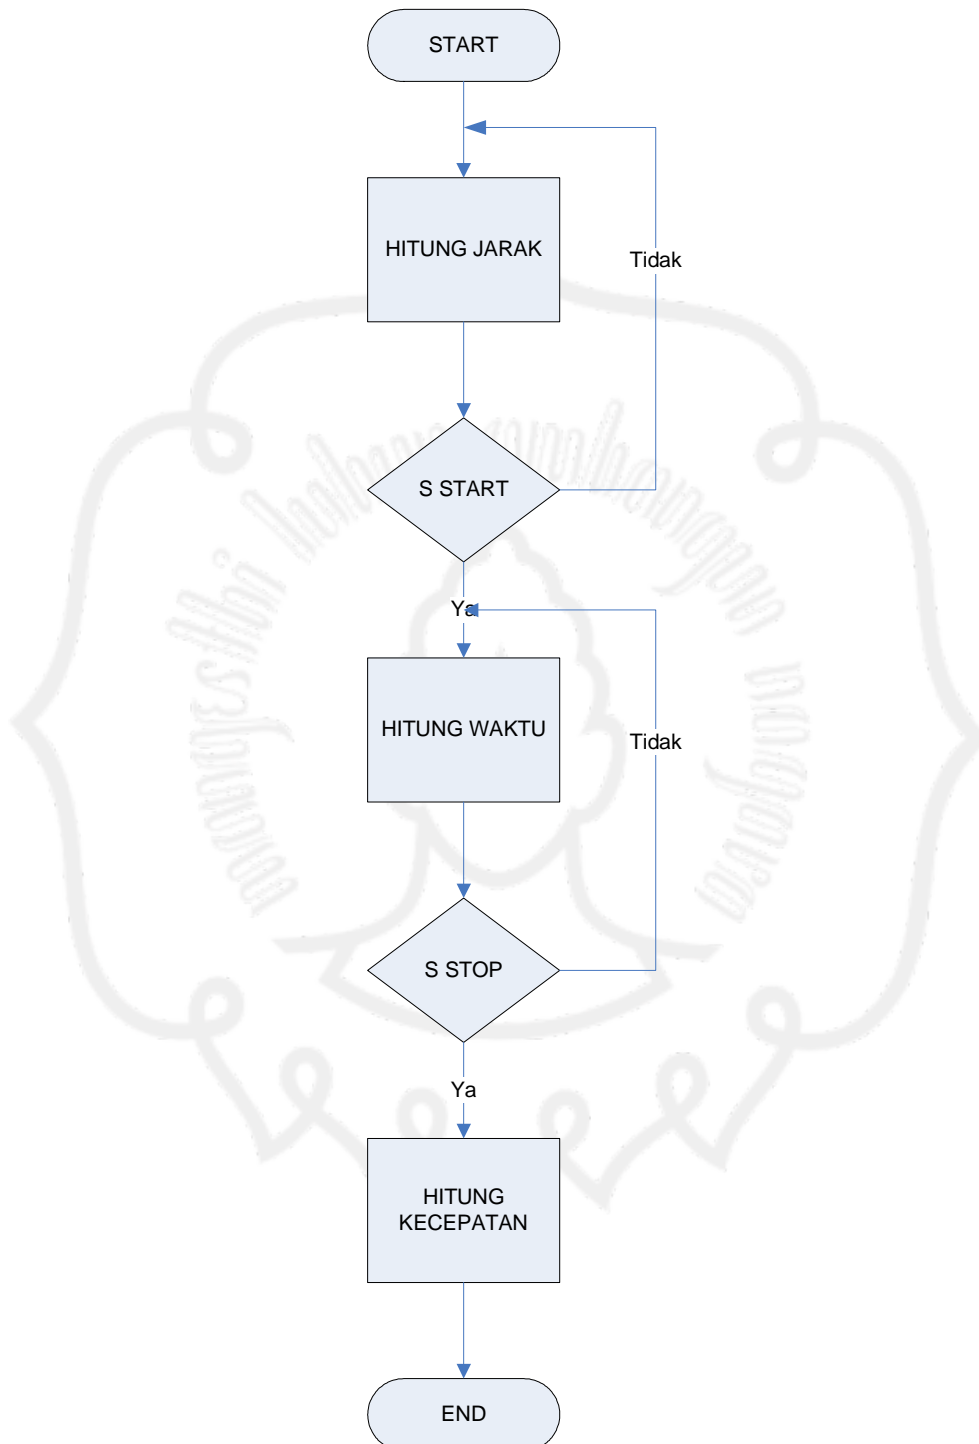 START
HITUNG JARAK
Tidak
S START
Ya
HITUNG WAKTU
Tidak
S STOP
Ya
HITUNG
KECEPATAN
END